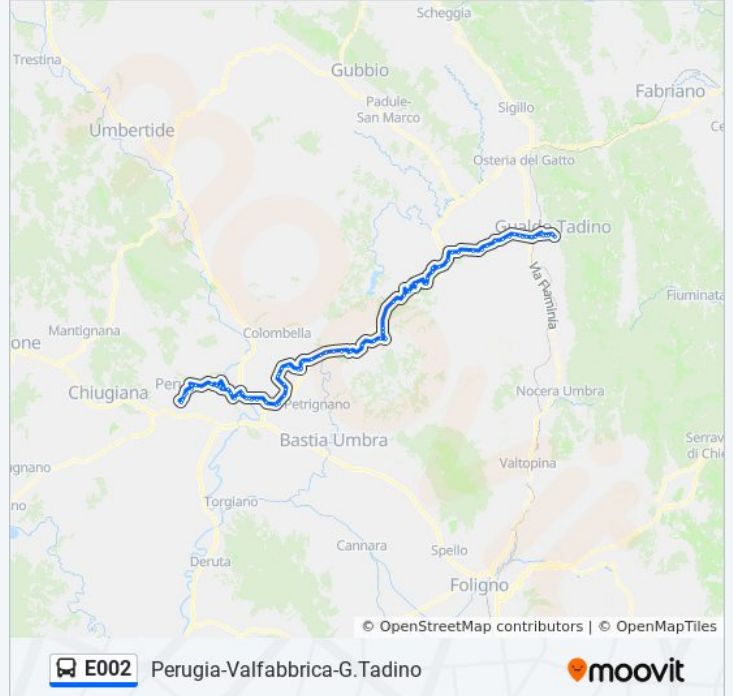 Scheggia
Trestina
Gubbio
Fabriano
Padule-
San Marco
Sigillo
Umbertide
Ce
Osteria del Gatto
Gualdo Tadino
Via Flaminia
Fiuminata
Mantignana
Colombella
one
Chiugiana
Peru
Petrignano
Nocera Umbra
Bastia Umbra
Serrav
di Chie
gnano
Valtopina
no
Torgiano
Cannara
Spello
Deruta
Foligno
© OpenStreetMap contributors | © OpenMapTiles
E002 Perugia-Valfabbrica-G.Tadino
moovit